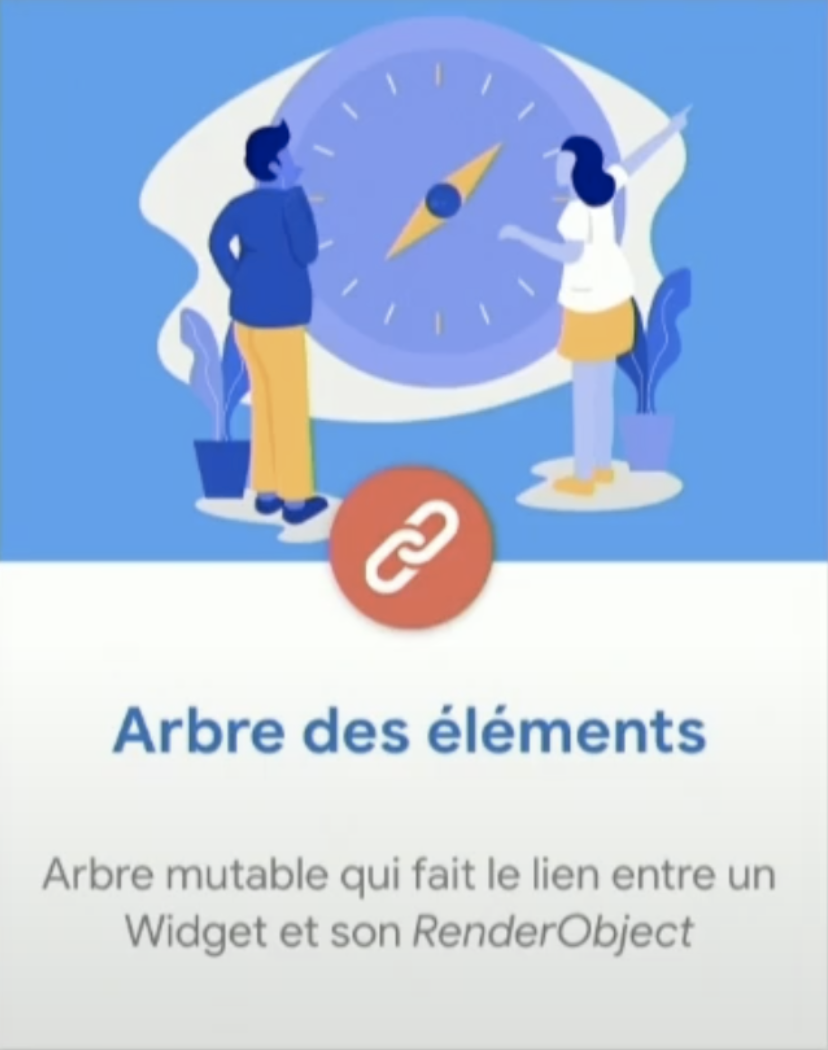 Arbre des éléments
Arbre mutable qui fait le lien entre un
Widget et son RenderObject